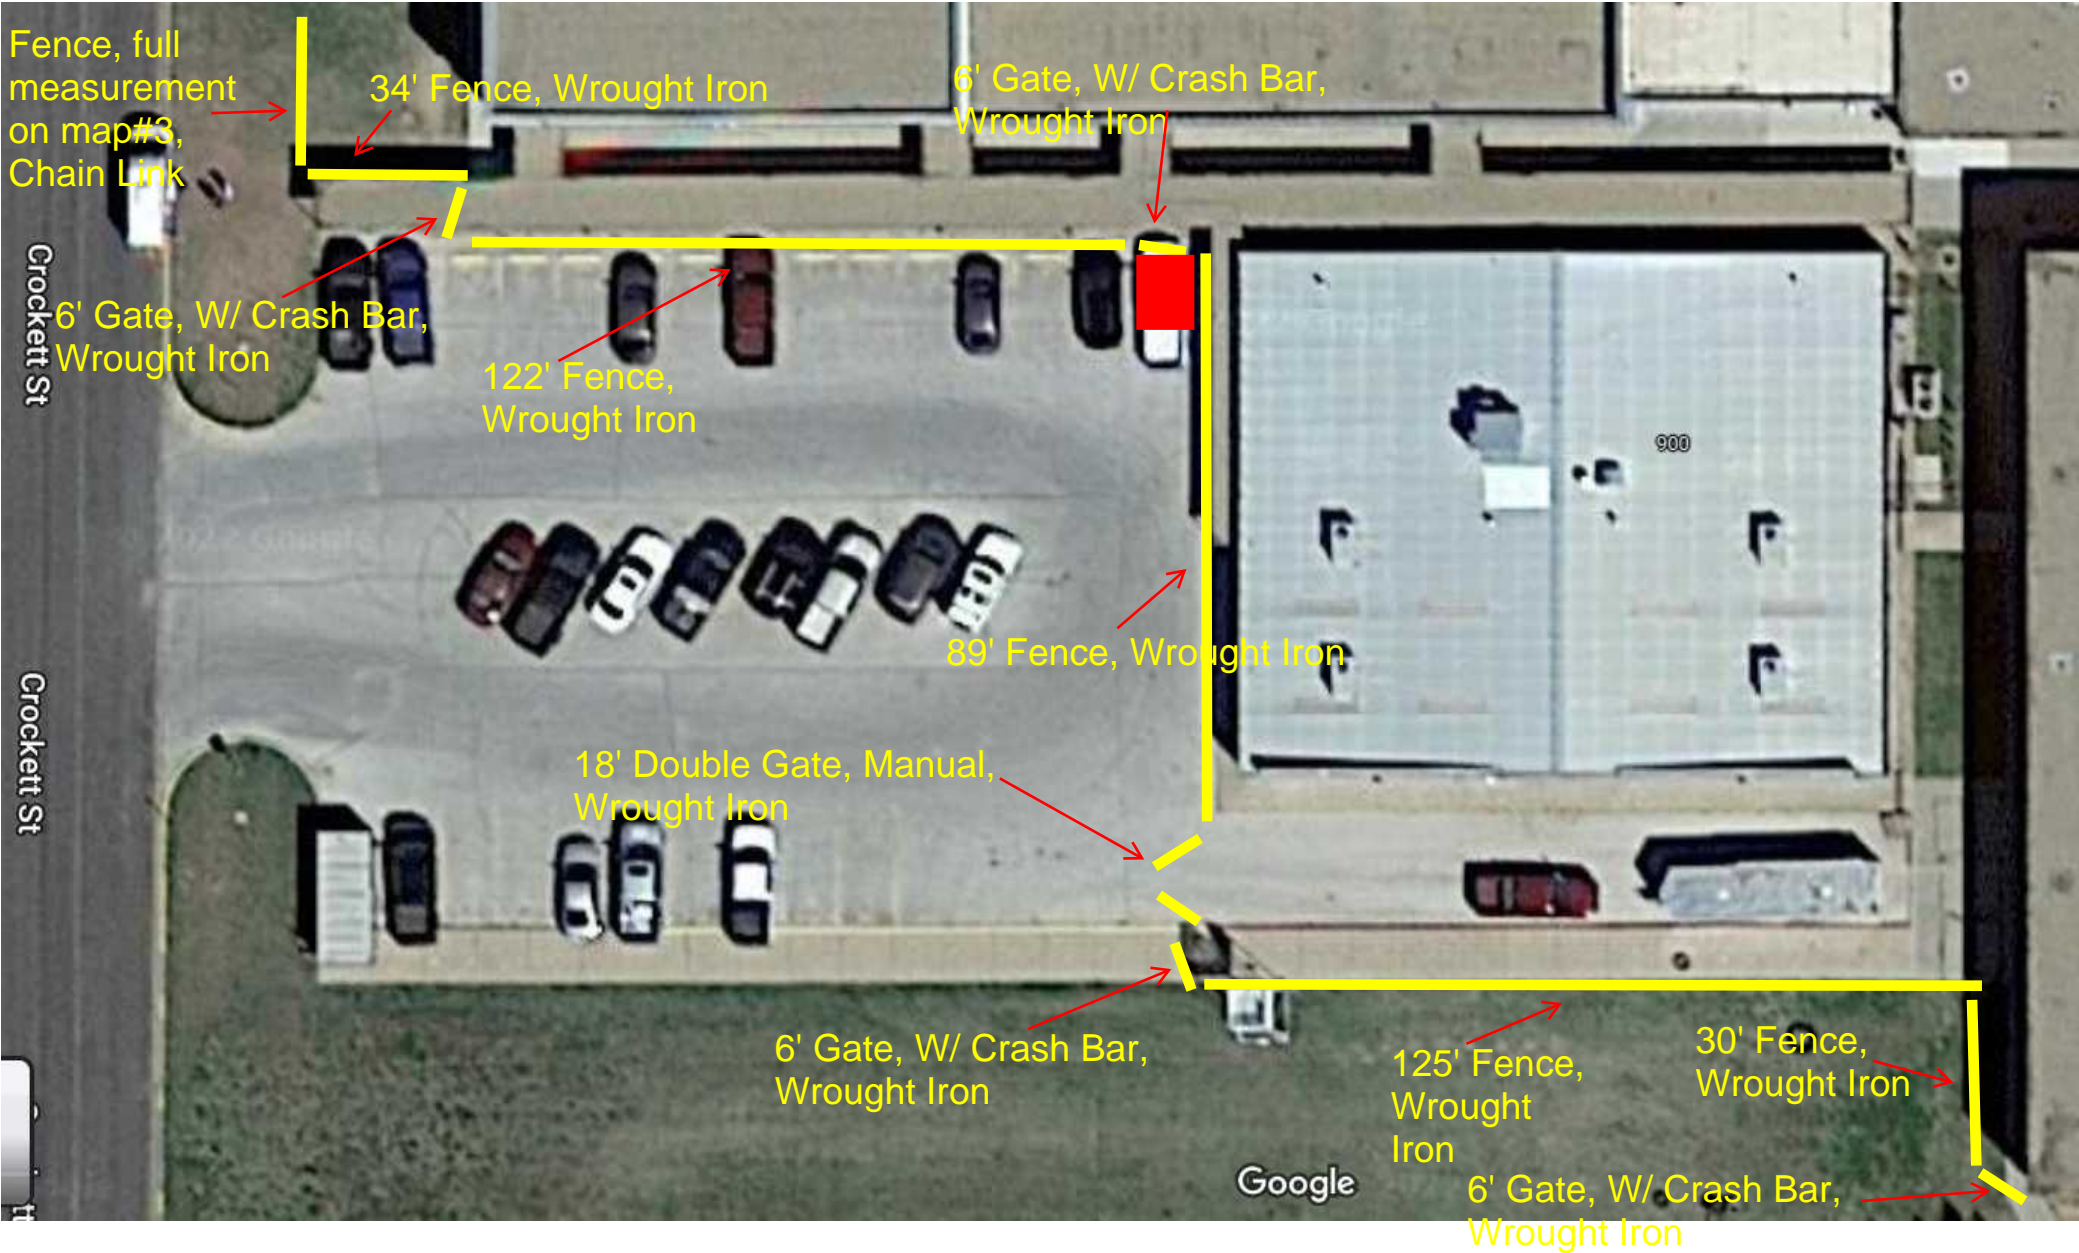 Fence, full
measurement
on map#3,
Chain Link
34' Fence, Wrought Iron
6' Gate, W/ Crash Bar,
Wrought Iron
6' Gate, W/ Crash Bar,
Wrought Iron
Crockett St
122' Fence,
Wrought Iron
900
89' Fence, Wrought Iron
Crockett St
18' Double Gate, Manual,
Wrought Iron
6' Gate, W/ Crash Bar,
Wrought Iron
125' Fence,
Wrought
Iron
30' Fence,
Wrought Iron
Google
6' Gate, W/ Crash Bar,
Wrought Iron